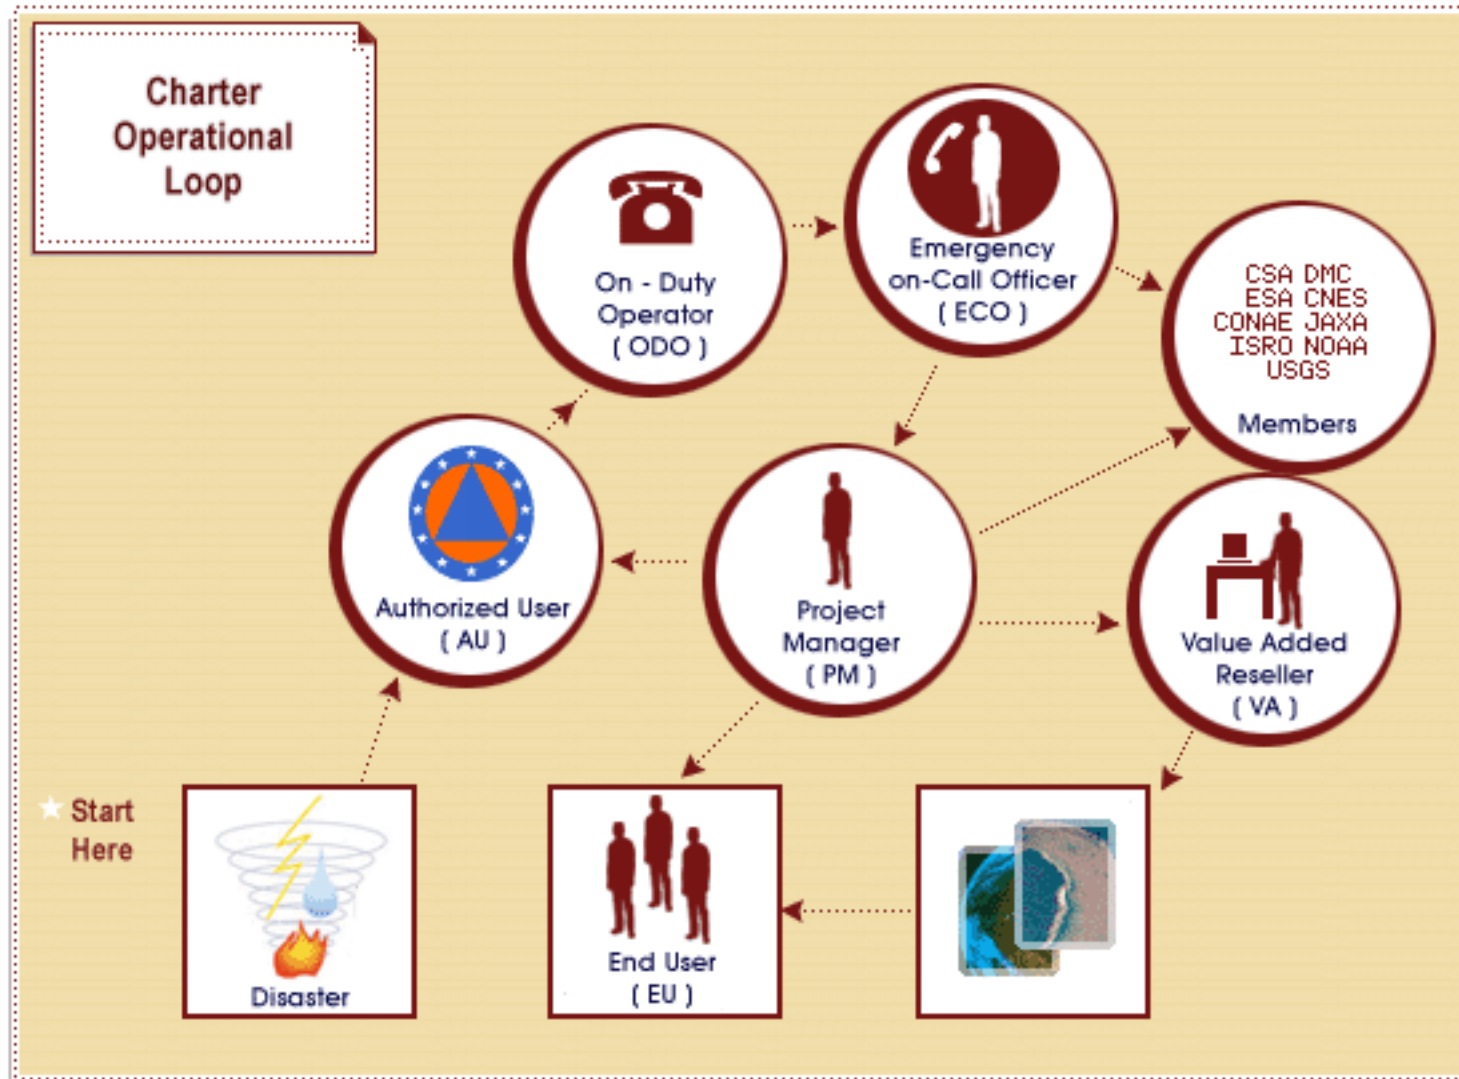 Charter
Operational
Loop
On - Duty
Operator
( ODO )
Emergency
on-Call Officer
( ECO )
CSA DMC
ESA CNES
CONAE JAXA
ISRO NOAA
USGS
Members
Authorized User
( AU )
Project
Manager
( PM )
Value Added
Reseller
( VA )
Start
Here
Disaster
End User
( EU )